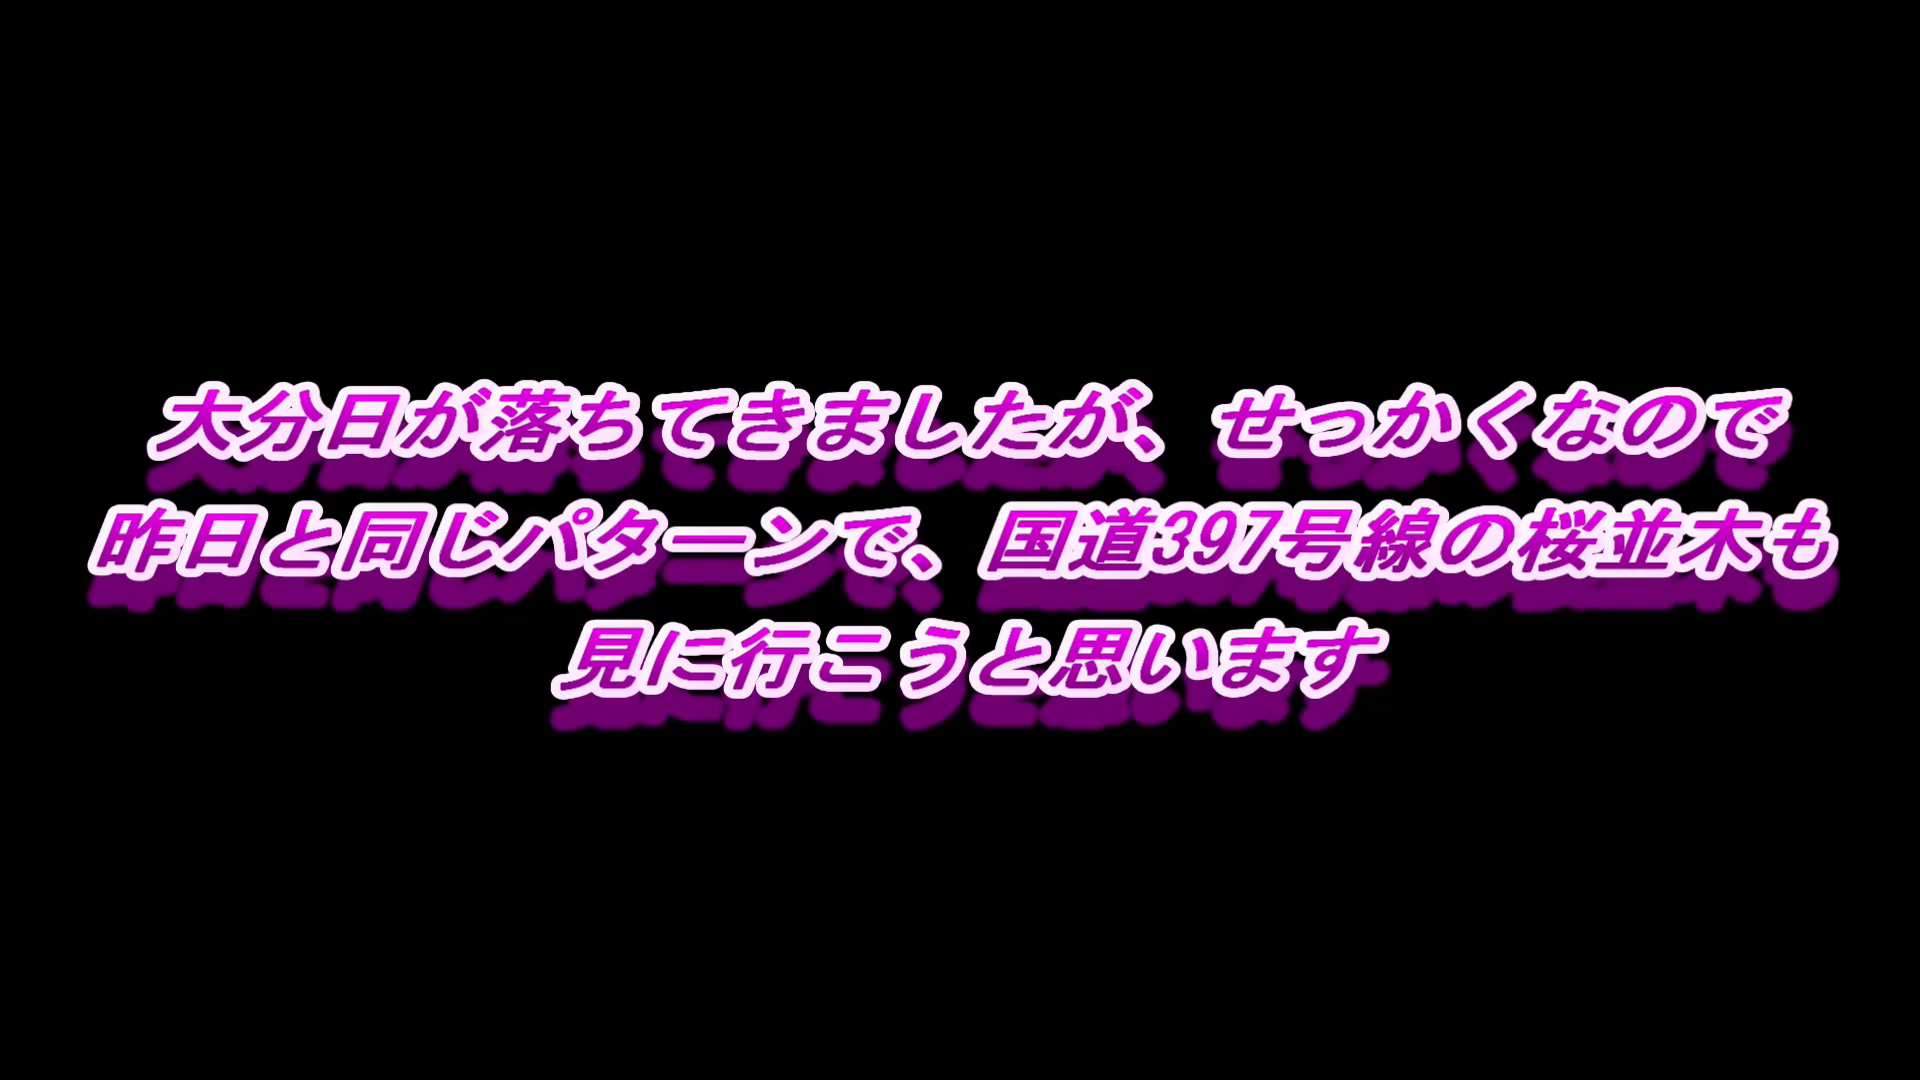 大分日が落ちてきましたが、せっかくなので
昨日と同じパターンで、国道397号線の桜並木も
見に行こうと思います